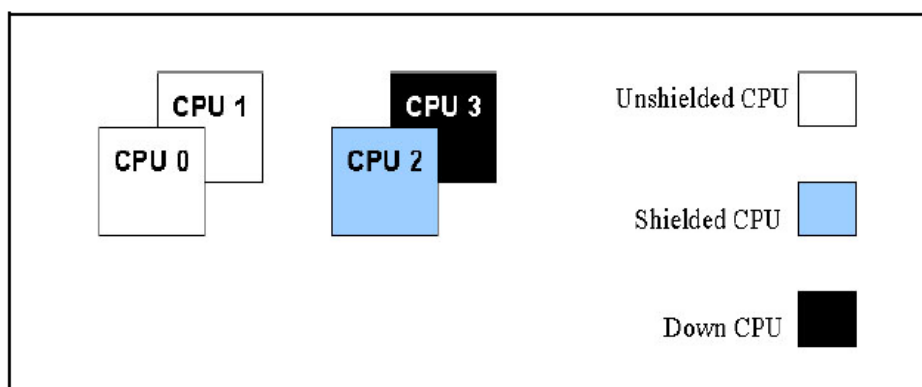 CPU 1
CPU 0
CPU 3
CPU 2
Unshielded CPU
Shielded CPU
Down CPU